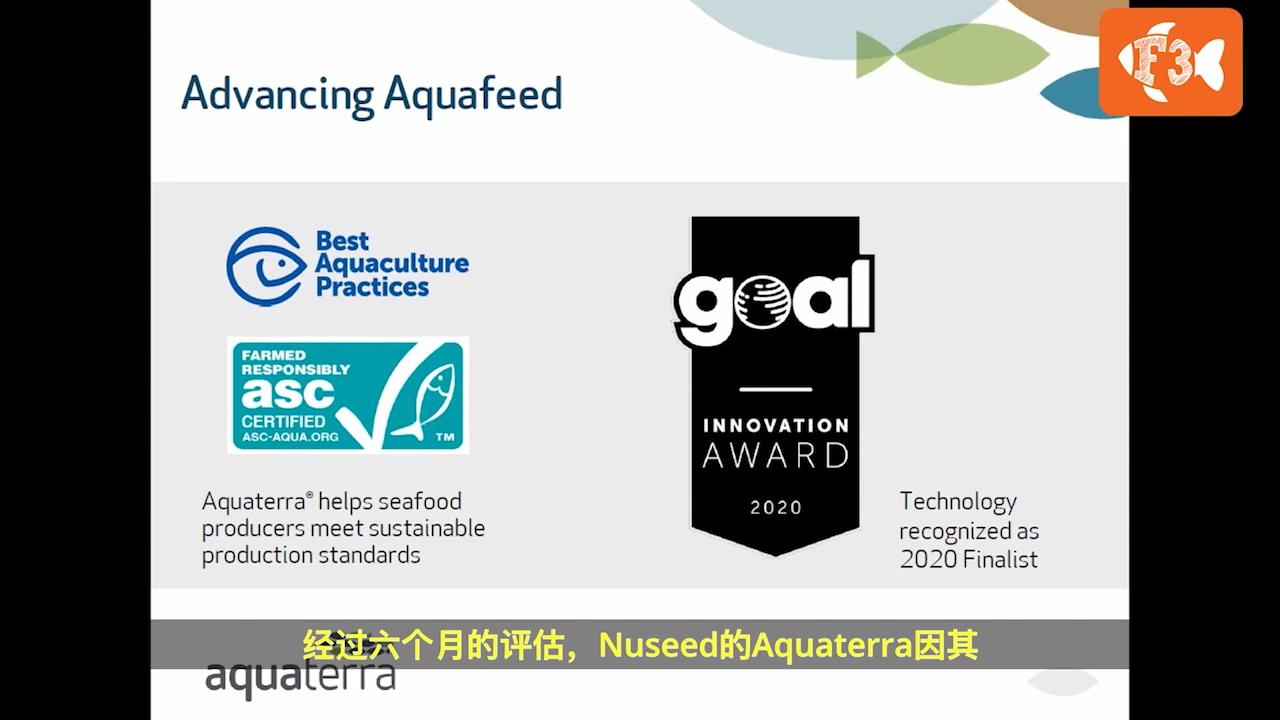 Advancing Aquafeed
F3
Best
Aquaculture
Practices
FARMED
RESPONSIBLY
asc
CERTIFIED
ASC-AQUA.ORG
TM
Aquaterra® helps seafood
producers meet sustainable
production standards
goal
INNOVATION
AWARD
2020
Technology
recognized as
2020 Finalist
经过六个月的评估，Nuseed的Aquaterra因其
aquaterra